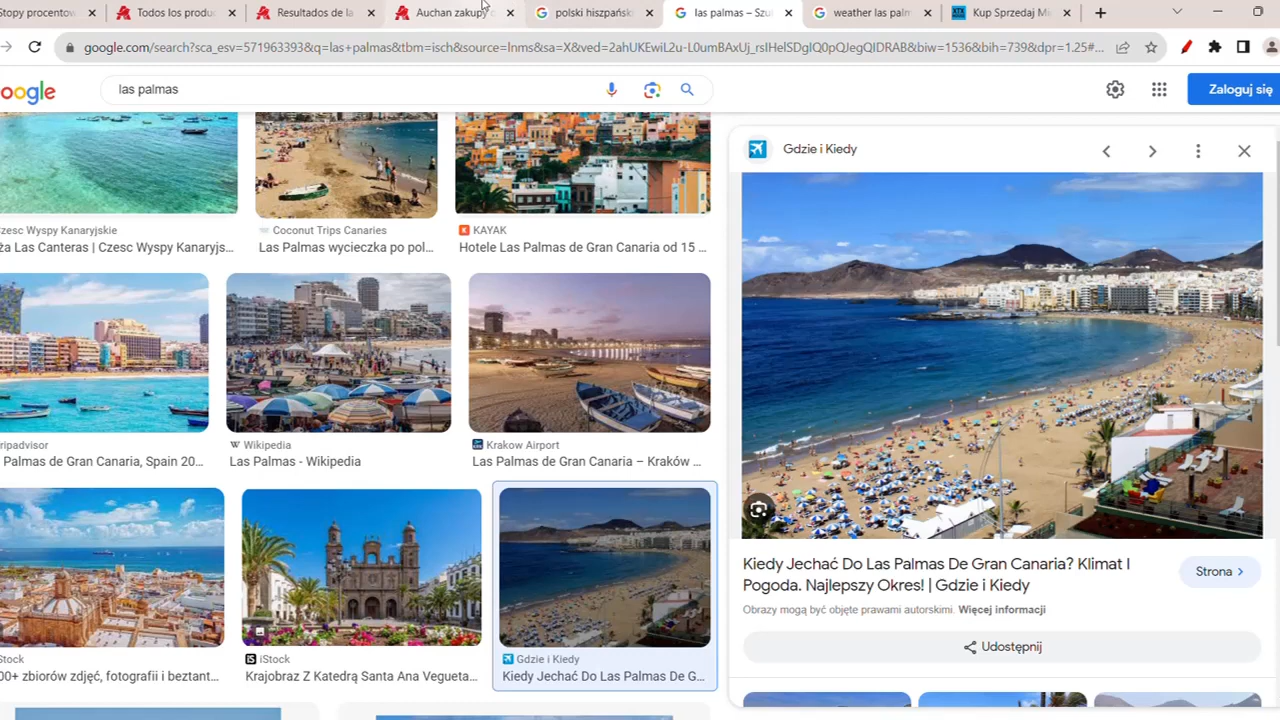 Stopy procentow
Todos los produ
Resultados de la
Auchan zakupy
polski hiszpańsk
las palmas – Szu
weather las palm
Kup Sprzedaj Mi
google.com/search?sca_esv=571963393&q=las+palmas&tbm=isch&source=lnms&sa=X&ved=2ahUKEwiL2u-L0umBAxUj_rsIHelSDgIQ0pQJegQIDRAB&biw=1536&bih=739&dpr=1.25#...
oogle
las palmas
Zaloguj się
Czesc Wyspy Kanaryjskie
ża Las Canteras | Czesc Wyspy Kanaryjs...
Coconut Trips Canaries
Las Palmas wycieczka po pol...
KAYAK
Hotele Las Palmas de Gran Canaria od 15 ...
ripadvisor
Palmas de Gran Canaria, Spain 20...
Wikipedia
Las Palmas - Wikipedia
Krakow Airport
Las Palmas de Gran Canaria – Kraków ...
iStock
00+ zbiorów zdjęć, fotografii i beztant...
iStock
Krajobraz Z Katedrą Santa Ana Vegueta...
Gdzie i Kiedy
Kiedy Jechać Do Las Palmas De G...
Gdzie i Kiedy
Kiedy Jechać Do Las Palmas De Gran Canaria? Klimat I
Pogoda. Najlepszy Okres! | Gdzie i Kiedy
Strona
Obrazy mogą być objęte prawami autorskimi. Więcej informacji
Udostępnij